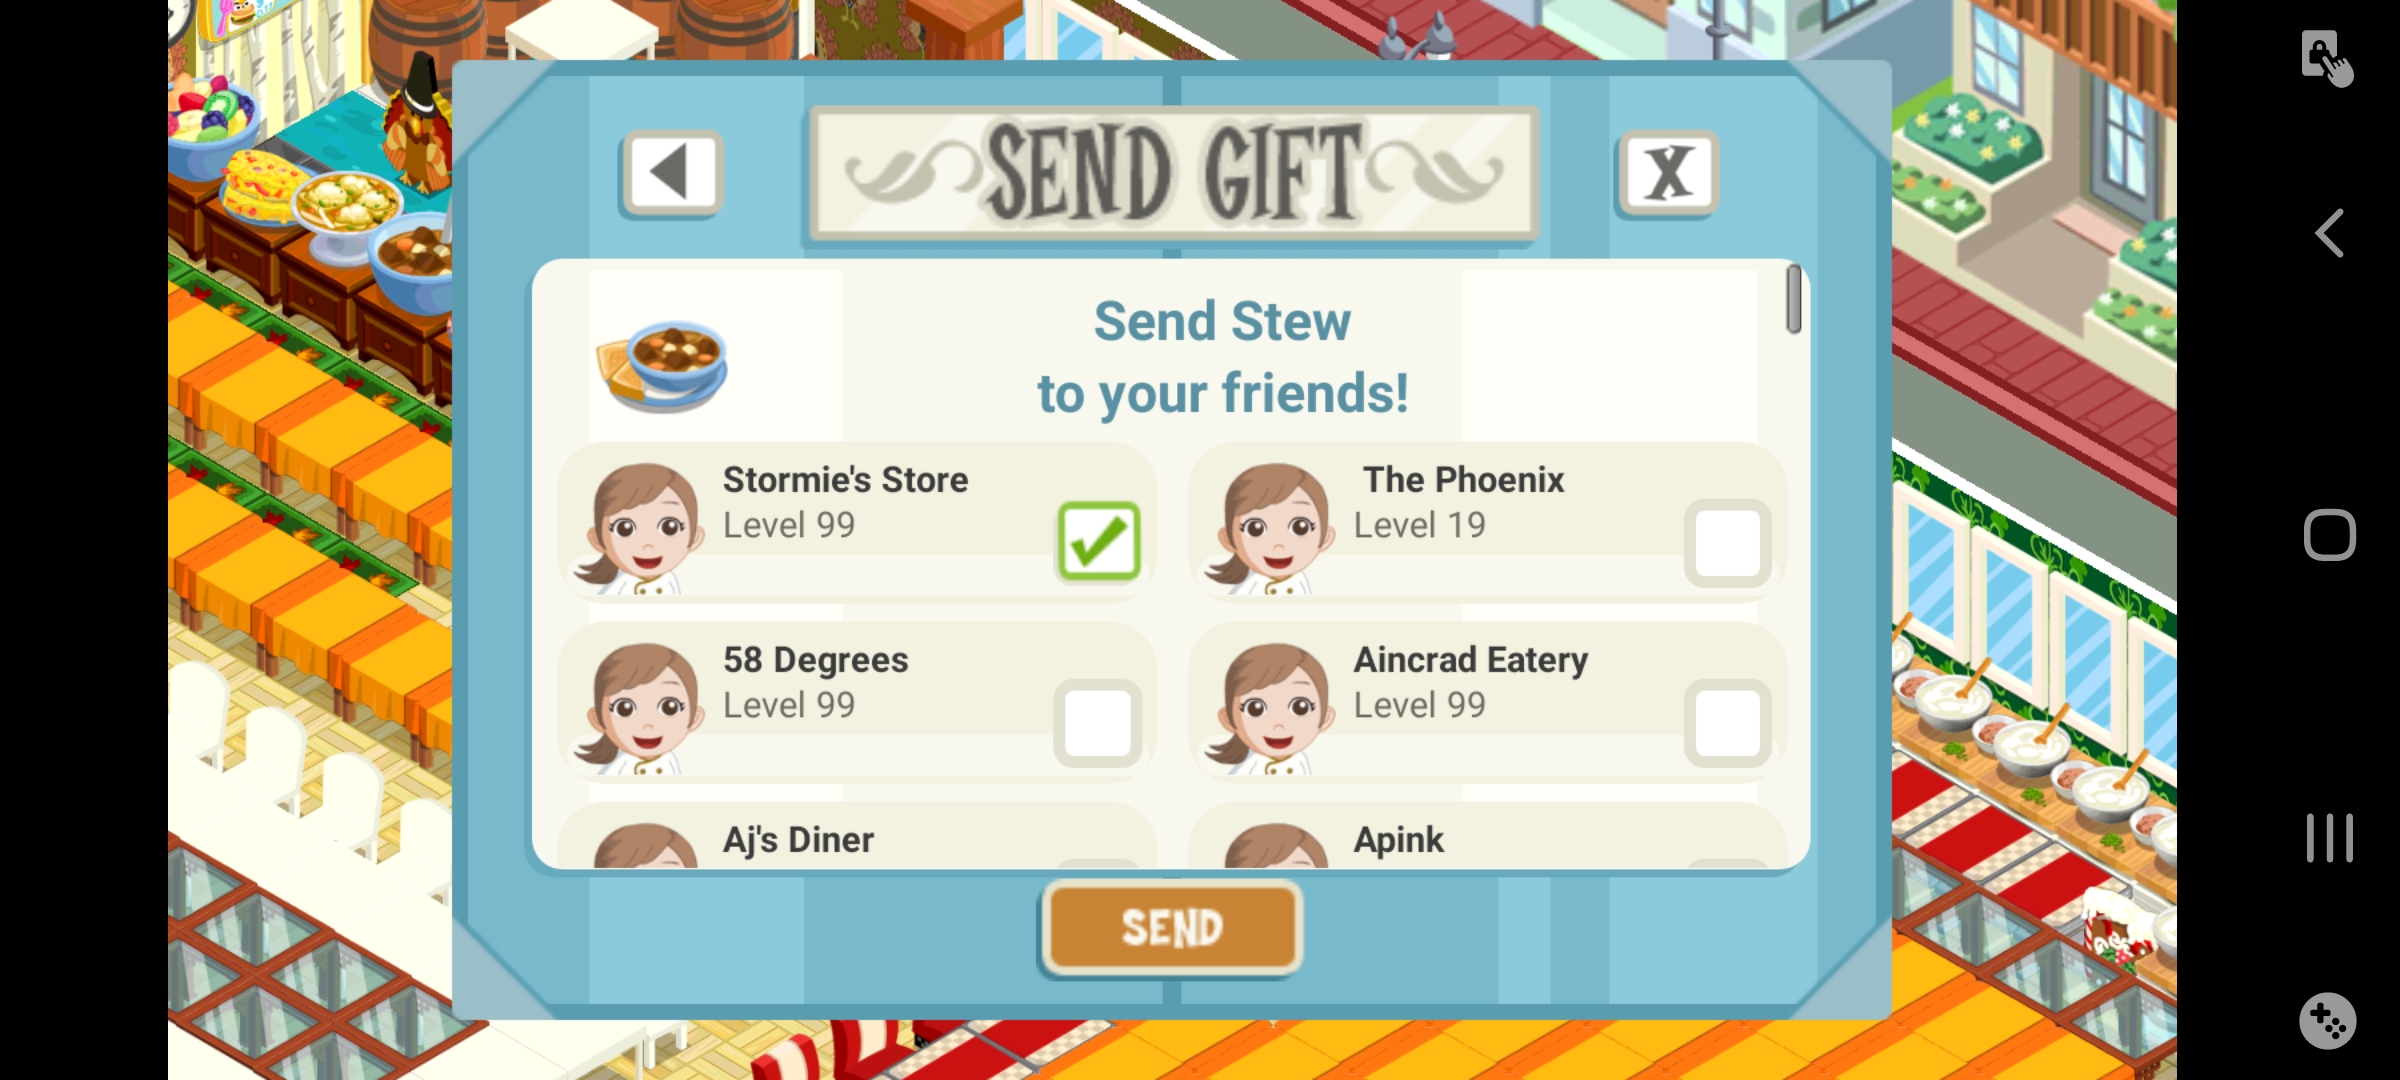 SEND GIFT
X
Send Stew
to your friends!
Stormie's Store
Level 99
The Phoenix
Level 19
58 Degrees
Level 99
Aincrad Eatery
Level 99
Aj's Diner
Apink
SEND